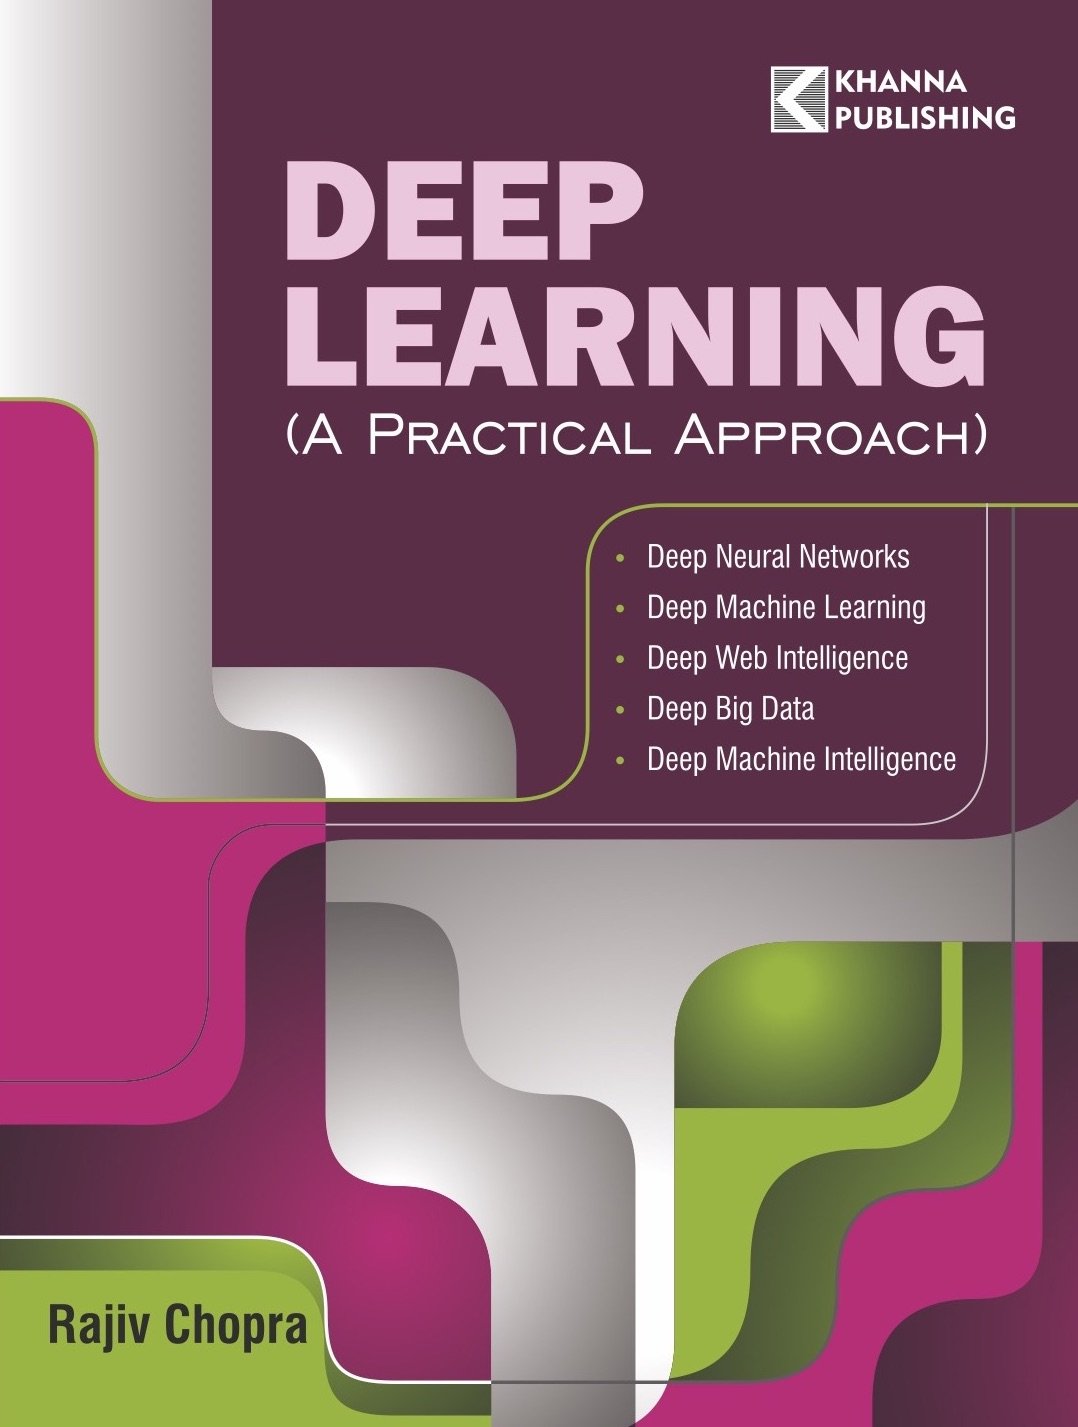 KHANNA
PUBLISHING
DEEP
LEARNING
(A PRACTICAL APPROACH)
• Deep Neural Networks
• Deep Machine Learning
• Deep Web Intelligence
• Deep Big Data
• Deep Machine Intelligence
Rajiv Chopra